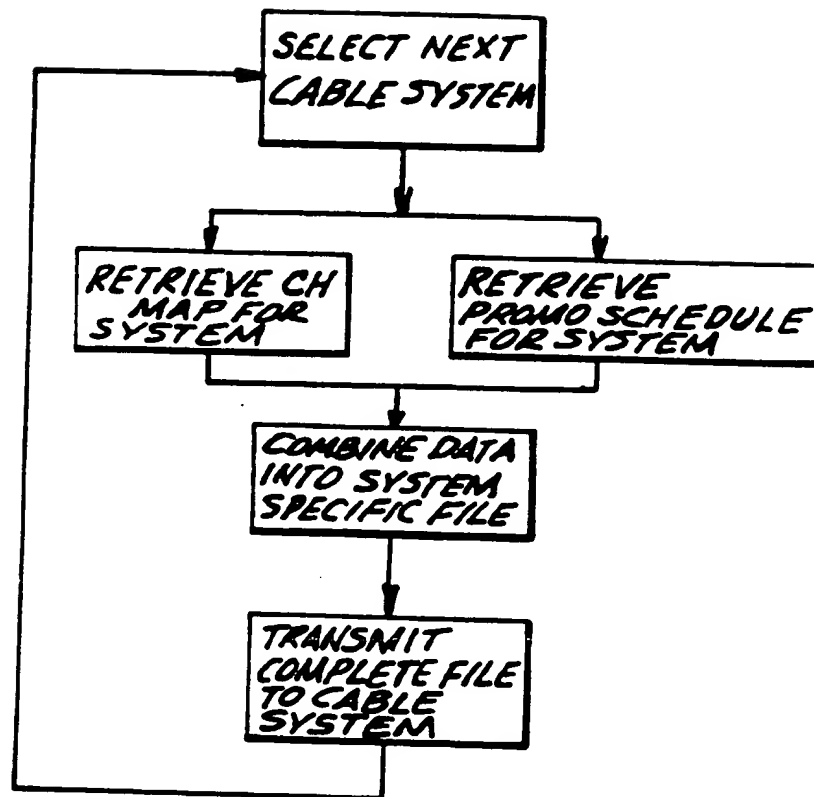 SELECT NEXT
CABLE SYSTEM
RETRIEVE CH
MAP FOR
SYSTEM
RETRIEVE
PROMO SCHEDULE
FOR SYSTEM
COMBINE DATA
INTO SYSTEM
SPECIFIC FILE
TRANSMIT
COMPLETE FILE
TO CABLE
SYSTEM